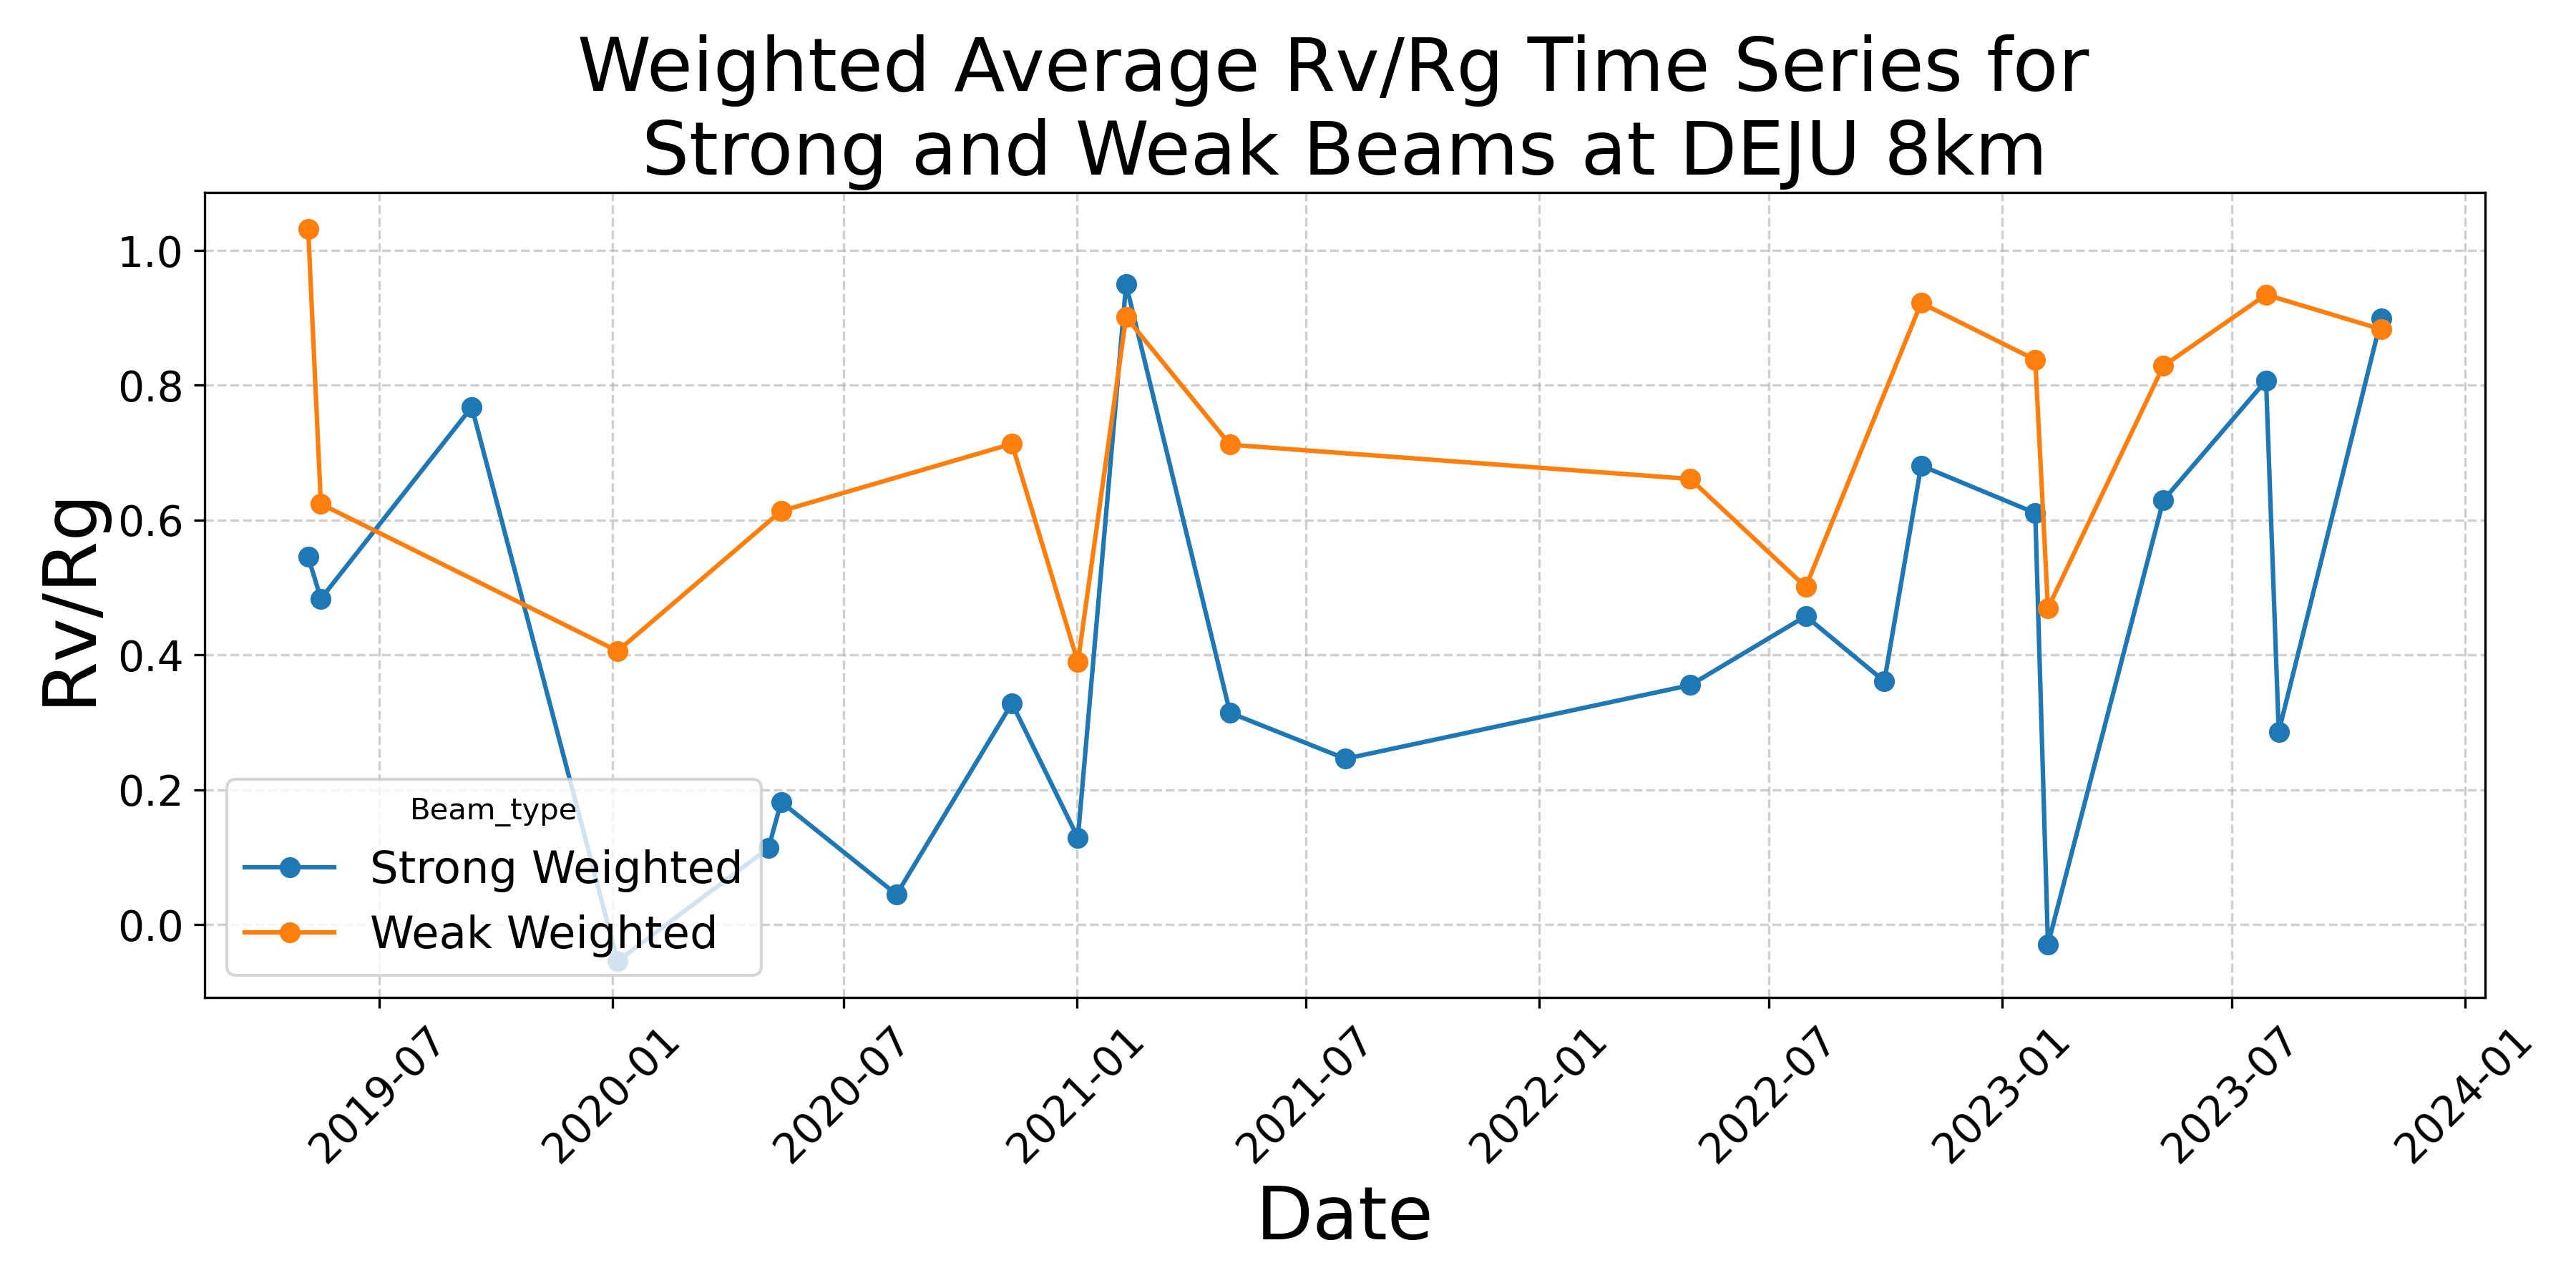 Weighted Average Rv/Rg Time Series for
Strong and Weak Beams at DEJU 8km
Rv/Rg
1.0
0.8
0.6
0.4
0.2
0.0
Beam_type
Strong Weighted
Weak Weighted
2019-07
2020-01
2020-07
2021-01
2021-07
2022-01
2022-07
2023-01
2023-07
2024-01
Date